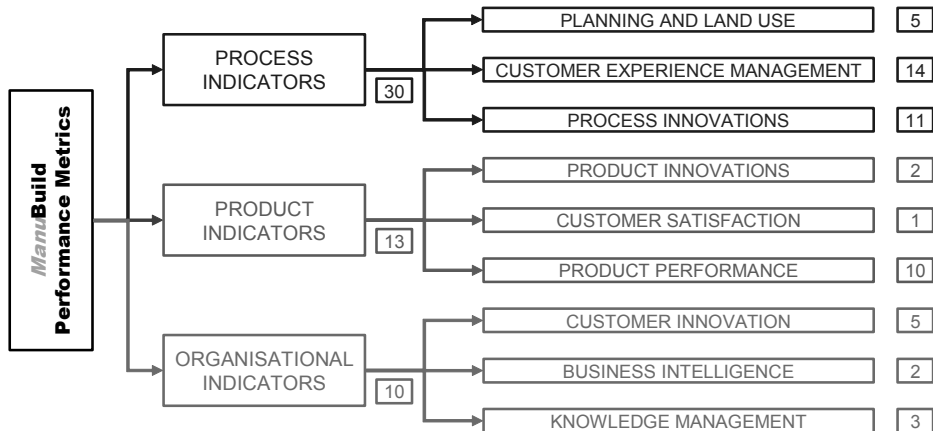 ManuBuild
Performance Metrics
PROCESS
INDICATORS
30
PLANNING AND LAND USE
5
CUSTOMER EXPERIENCE MANAGEMENT
14
PROCESS INNOVATIONS
11
PRODUCT
INDICATORS
13
PRODUCT INNOVATIONS
2
CUSTOMER SATISFACTION
1
PRODUCT PERFORMANCE
10
ORGANISATIONAL
INDICATORS
10
CUSTOMER INNOVATION
5
BUSINESS INTELLIGENCE
2
KNOWLEDGE MANAGEMENT
3